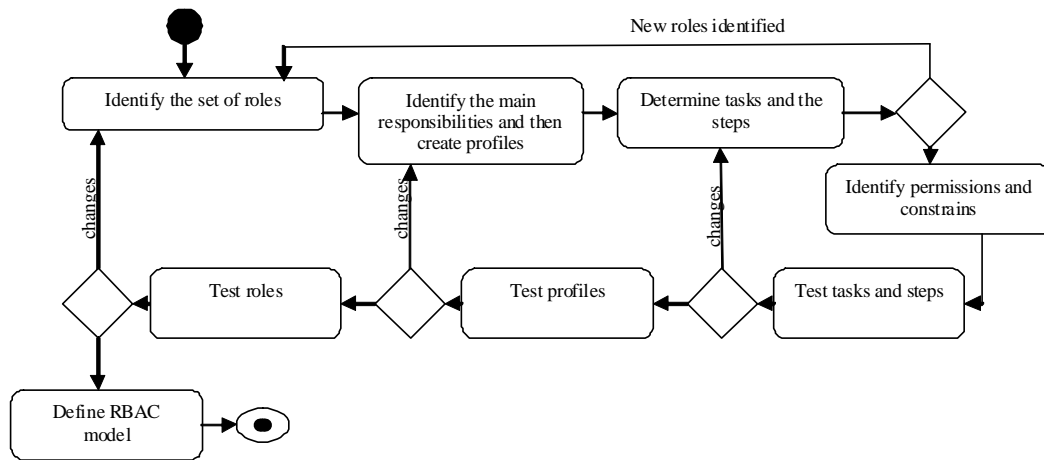 New roles identified
Identify the set of roles
Identify the main
responsibilities and then
create profiles
Determine tasks and the
steps
Identify permissions and
constrains
changes
changes
changes
Test roles
Test profiles
Test tasks and steps
Define RBAC
model